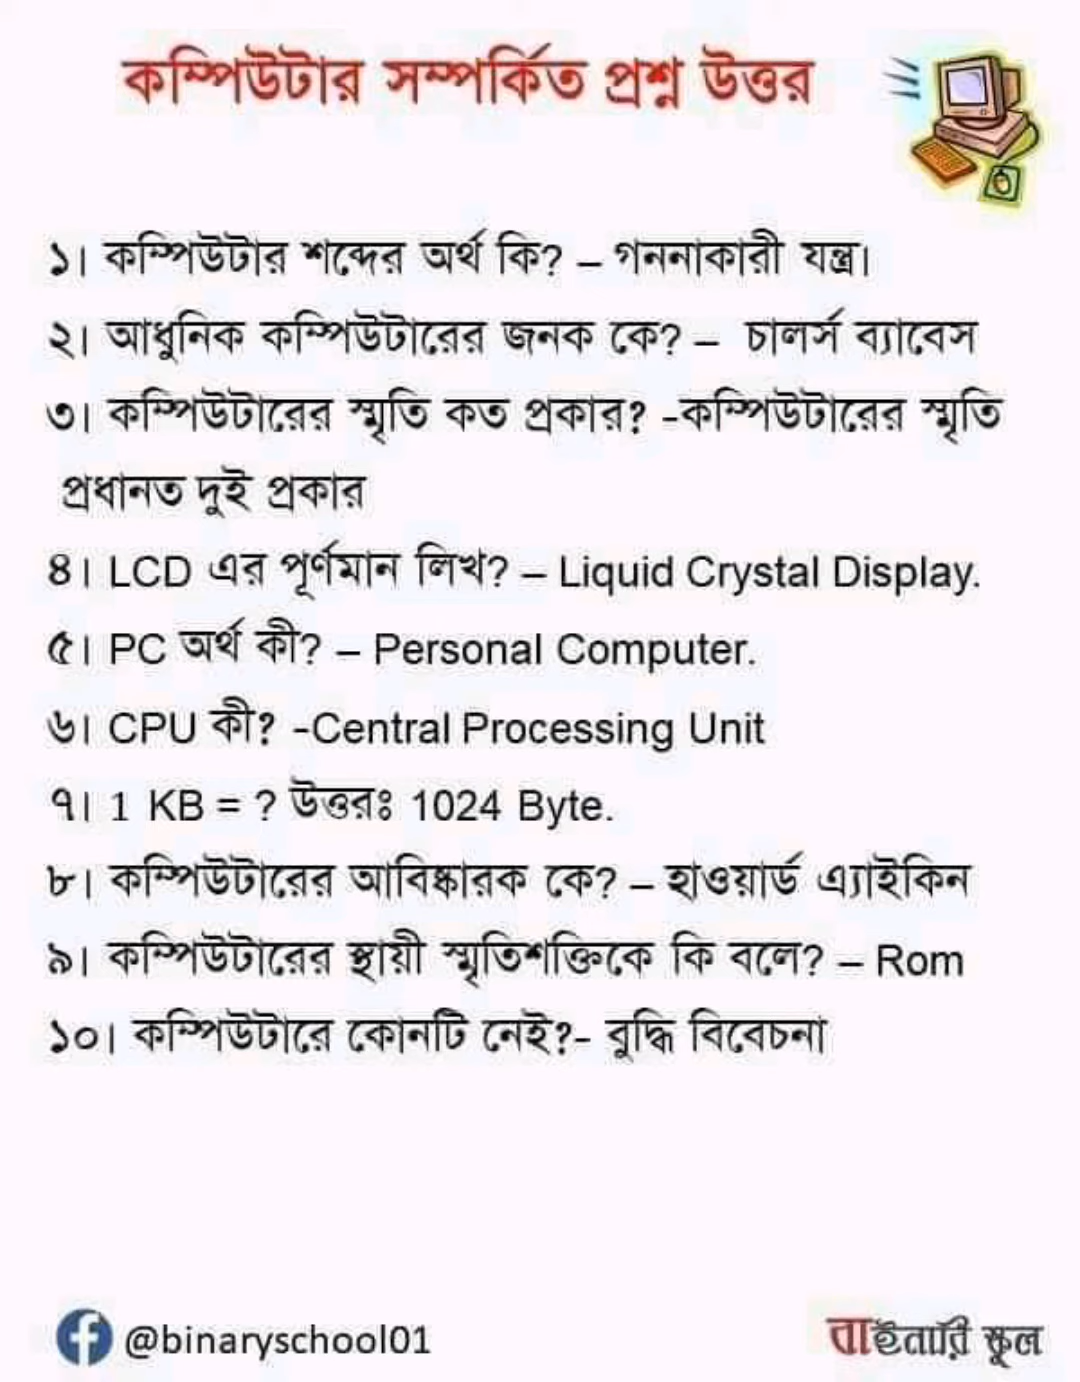 কম্পিউটার সম্পর্কিত প্রশ্ন উত্তর
১। কম্পিউটার শব্দের অর্থ কি? – গননাকারী যন্ত্র।
২। আধুনিক কম্পিউটারের জনক কে? – চালর্স ব্যাবেস
৩। কম্পিউটারের স্মৃতি কত প্রকার? -কম্পিউটারের স্মৃতি
প্রধানত দুই প্রকার
৪। LCD এর পূর্ণমান লিখ? – Liquid Crystal Display.
৫। PC অর্থ কী? – Personal Computer.
৬। CPU কী? -Central Processing Unit
৭। 1 KB = ? উত্তরঃ 1024 Byte.
৮। কম্পিউটারের আবিষ্কারক কে? – হাওয়ার্ড এ্যাইকিন
৯। কম্পিউটারের স্থায়ী স্মৃতিশক্তিকে কি বলে? – Rom
১০। কম্পিউটারে কোনটি নেই?- বুদ্ধি বিবেচনা
@binaryschool01
বাইনারি স্কুল